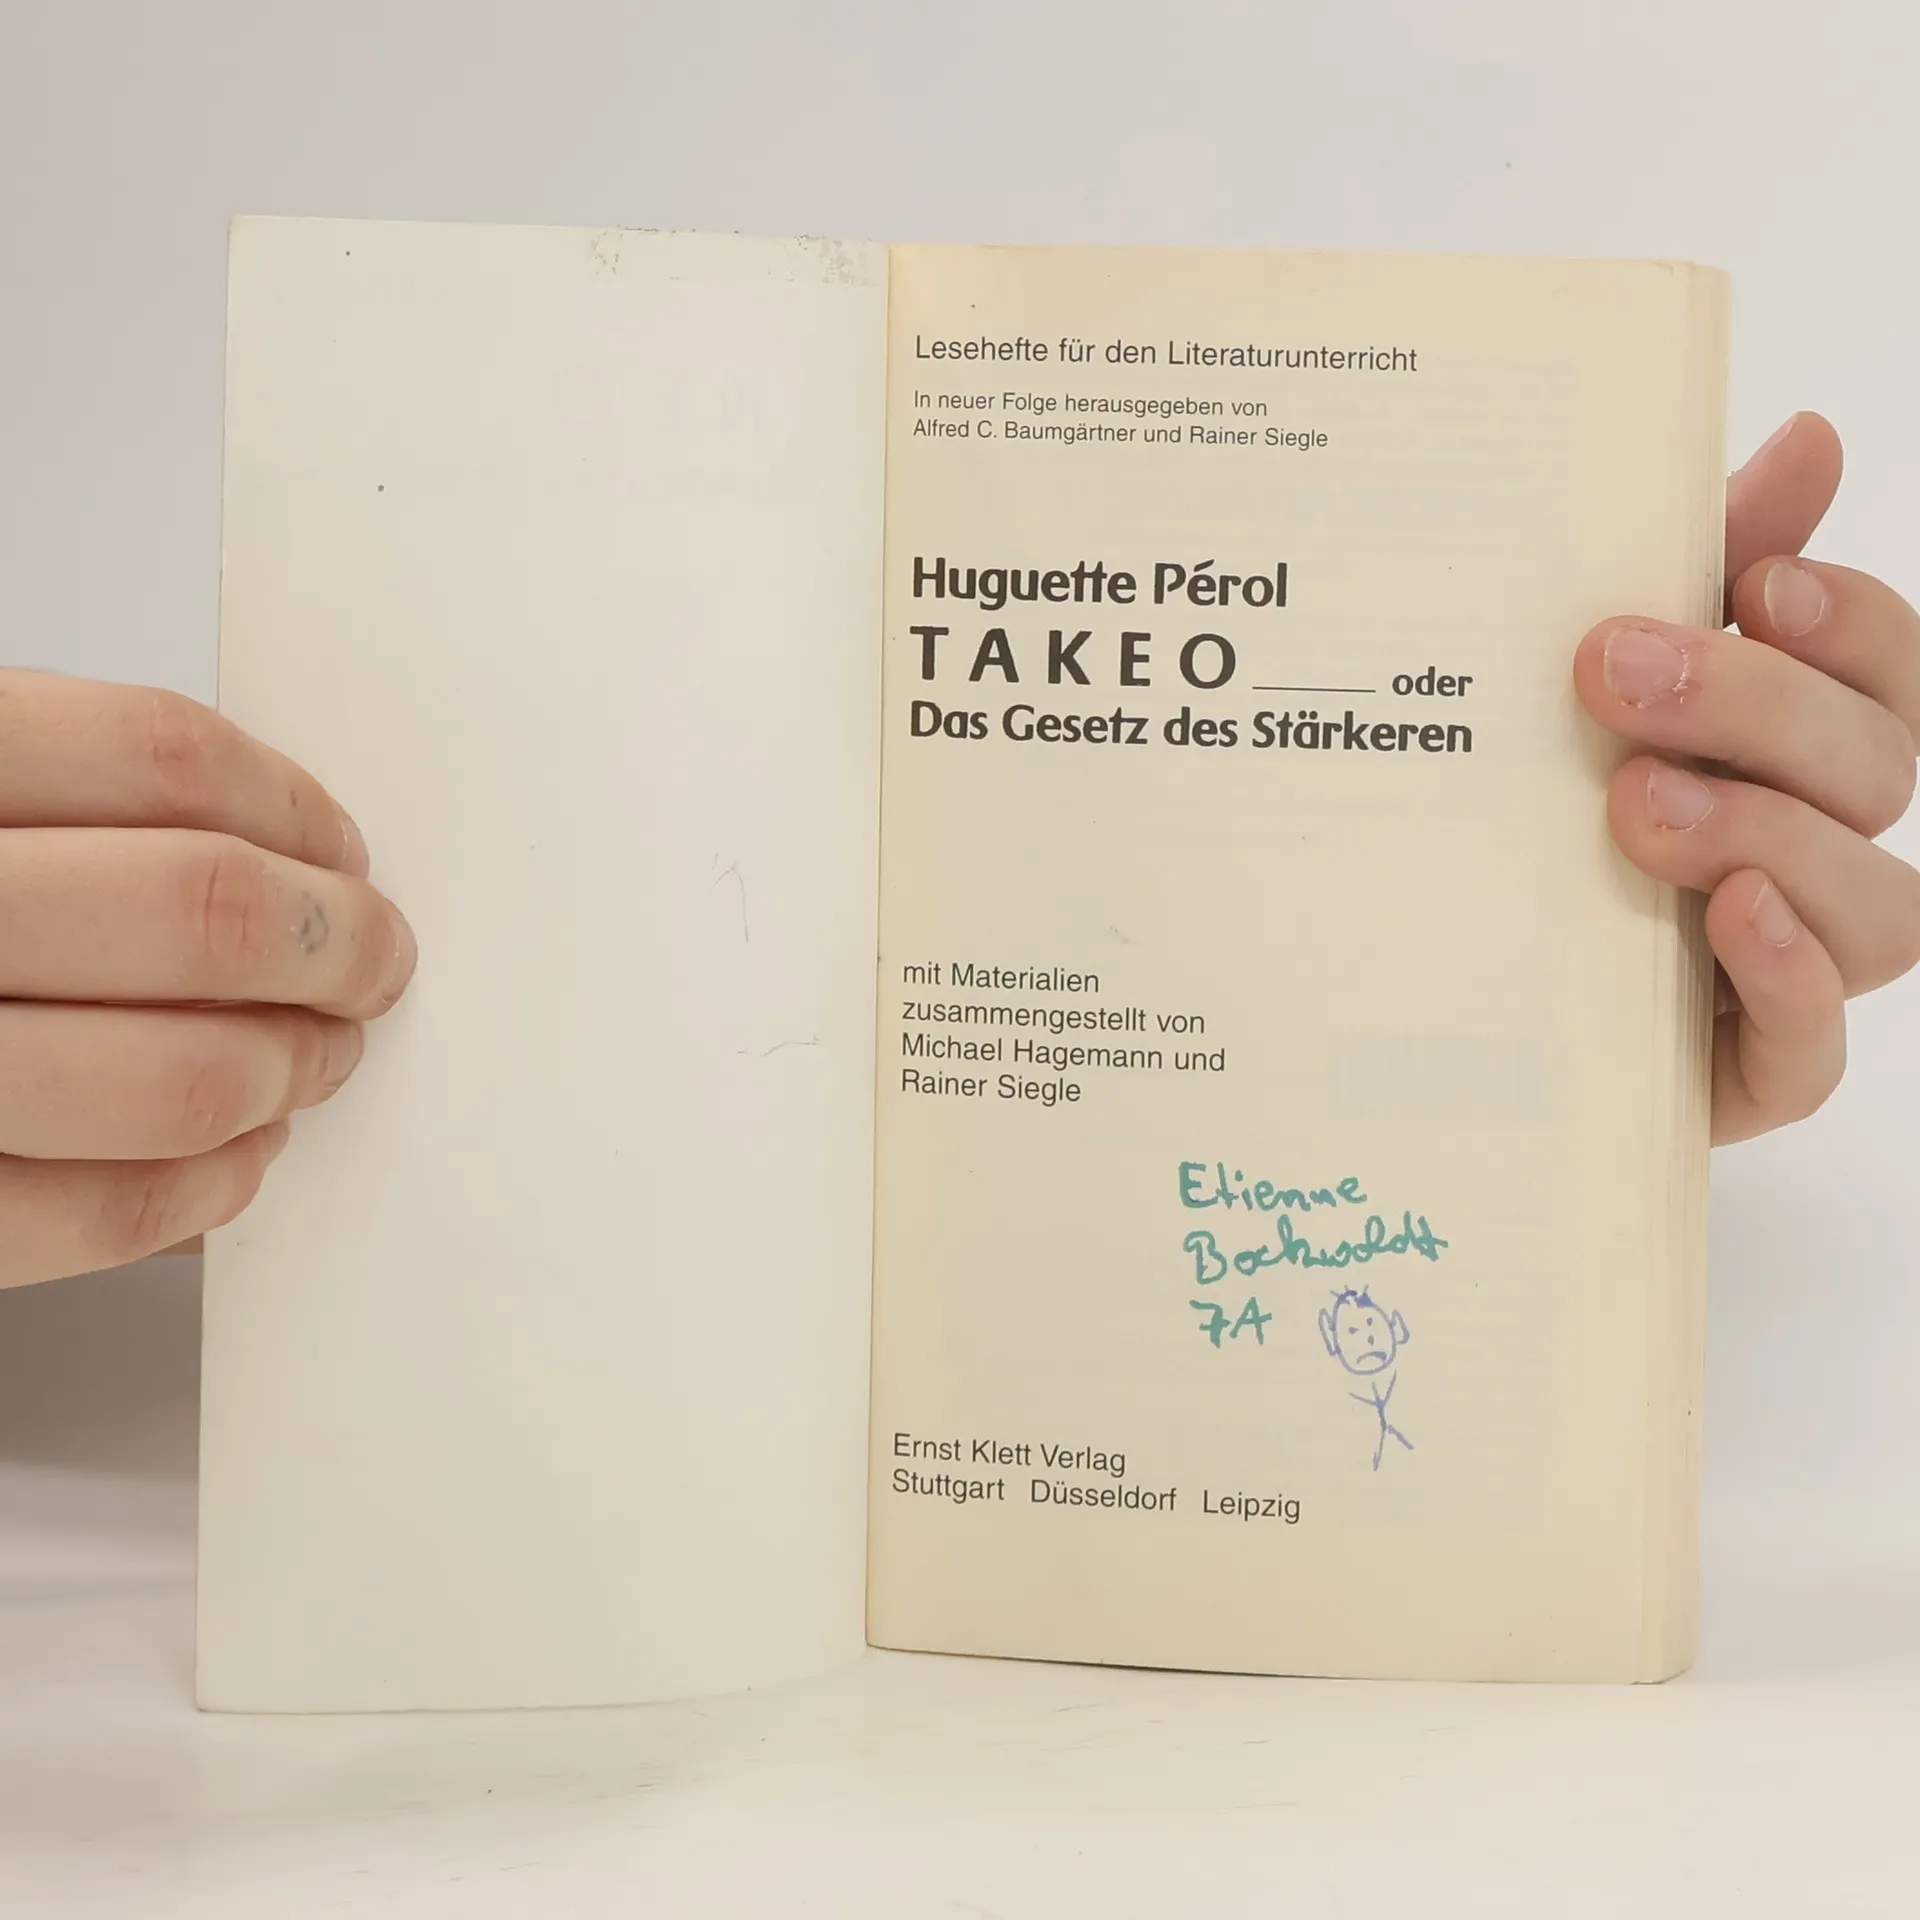 Lesehefte für den Literaturunterricht
In neuer Folge herausgegeben von
Alfred C. Baumgärtner und Rainer Siegle
Huguette Pérol
TAKEO oder
Das Gesetz des Stärkeren
mit Materialien
zusammengestellt von
Michael Hagemann und
Rainer Siegle
Etienne
Bockwoldt
7A
Ernst Klett Verlag
Stuttgart Düsseldorf Leipzig